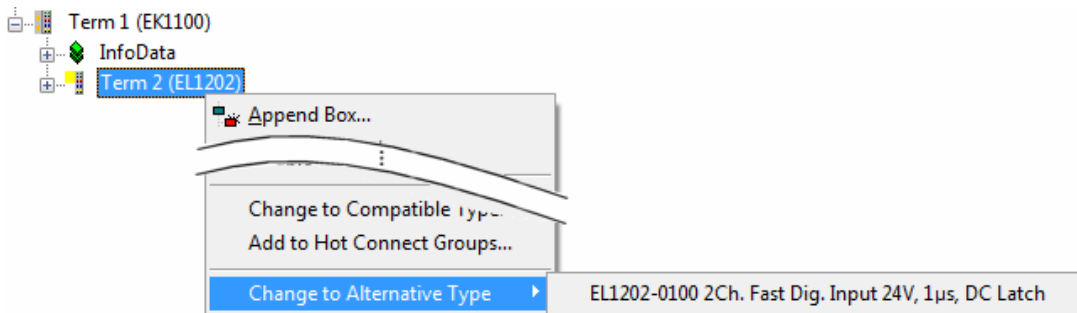 Term 1 (EK1100)
InfoData
Term 2 (EL1202)
Append Box...
Change to Compatible
Add to Hot Connect Groups...
Change to Alternative Type
EL1202-0100 2Ch. Fast Dig. Input 24V, 1µs, DC Latch